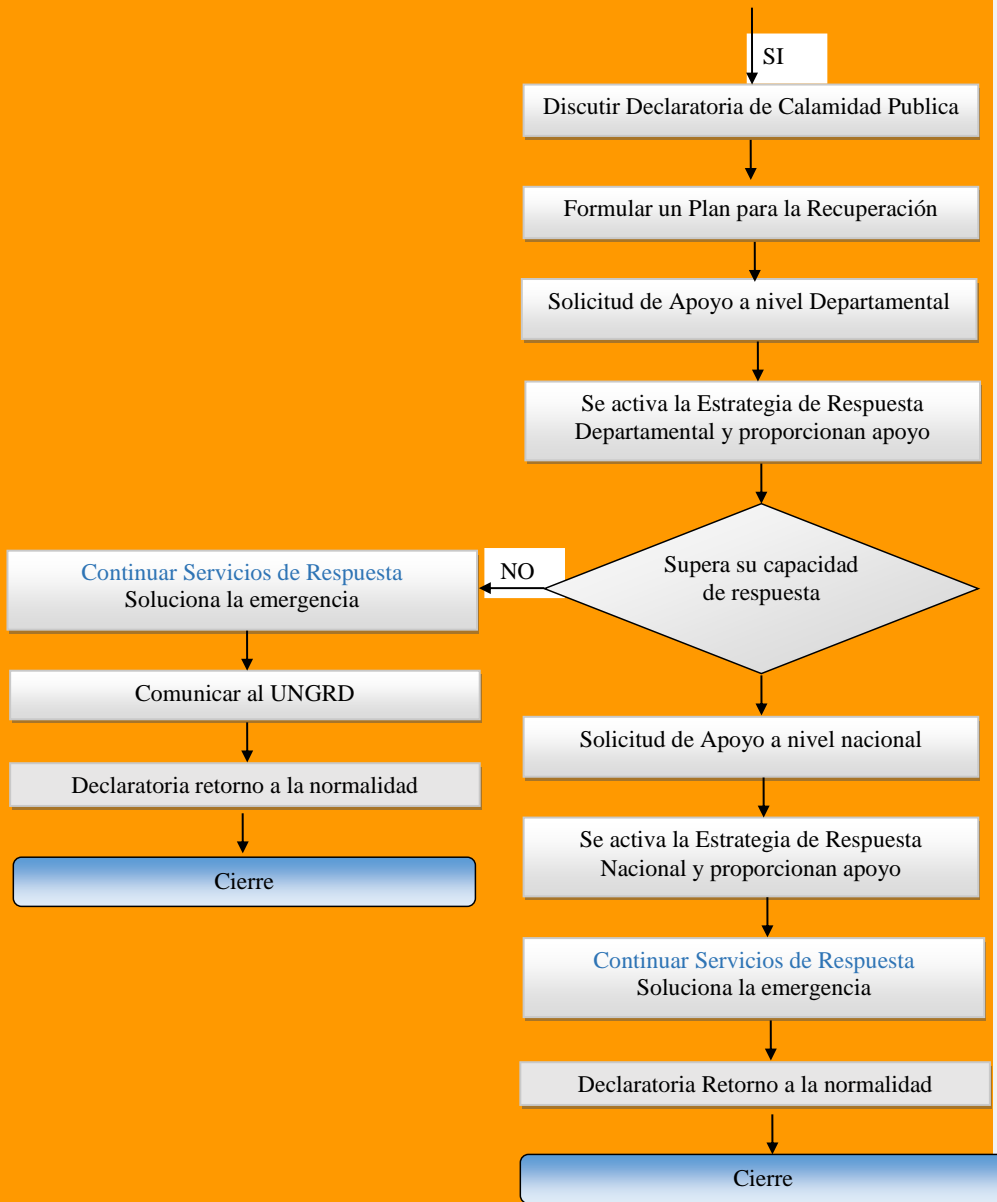 SI
Discutir Declaratoria de Calamidad Publica
Formular un Plan para la Recuperación
Solicitud de Apoyo a nivel Departamental
Se activa la Estrategia de Respuesta
Departamental y proporcionan apoyo
Supera su capacidad
de respuesta
NO
Continuar Servicios de Respuesta
Soluciona la emergencia
Comunicar al UNGRD
Declaratoria retorno a la normalidad
Cierre
Solicitud de Apoyo a nivel nacional
Se activa la Estrategia de Respuesta
Nacional y proporcionan apoyo
Continuar Servicios de Respuesta
Soluciona la emergencia
Declaratoria Retorno a la normalidad
Cierre